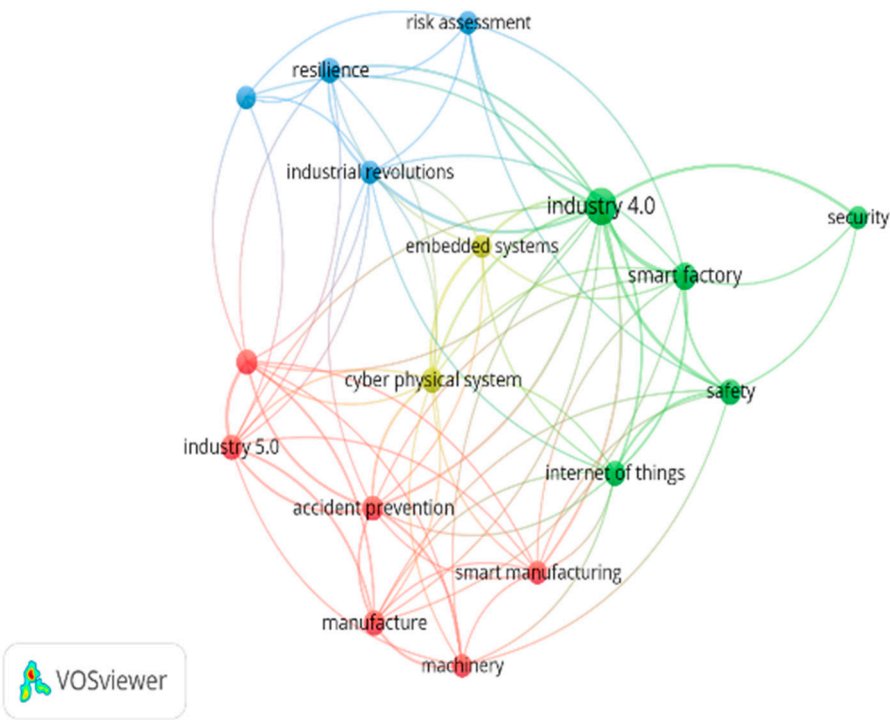 risk assessment
resilience
industrial revolutions
industry 4.0
security
embedded systems
smart factory
cyber physical system
safety
industry 5.0
internet of things
accident prevention
smart manufacturing
manufacture
machinery
VOSviewer